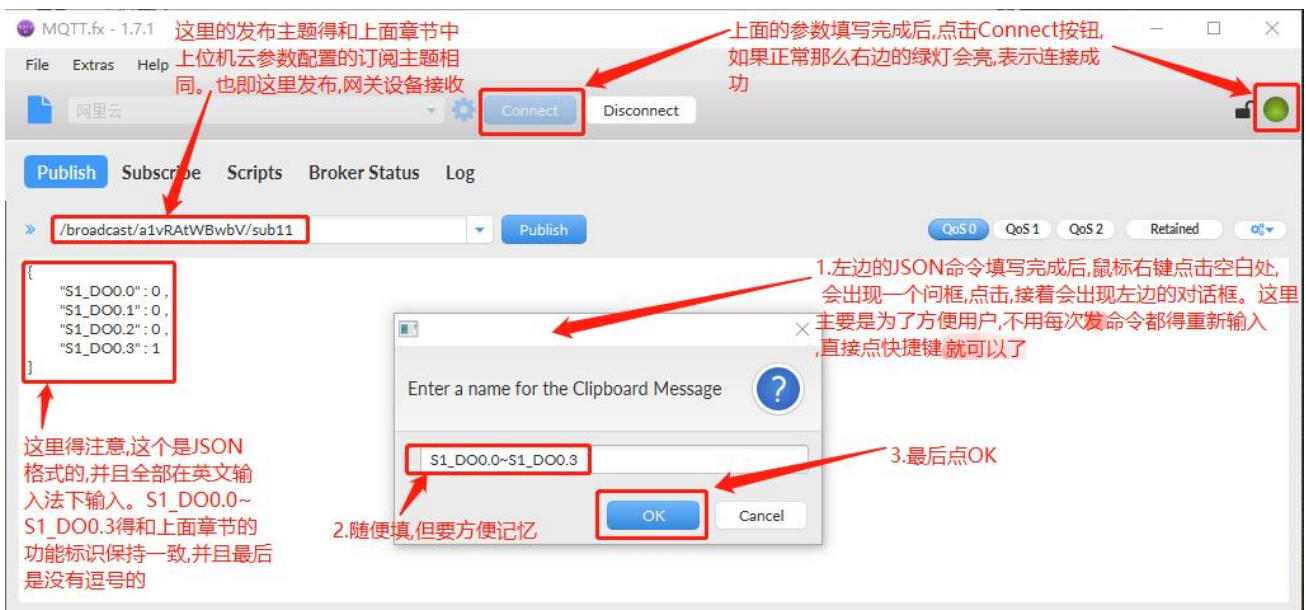 MQTT.fx - 1.7.1
这里的发布主题得和上面章节中
上位机云参数配置的订阅主题相
同。也即这里发布,网关设备接收
上面的参数填写完成后,点击Connect按钮,
如果正常那么右边的绿灯会亮,表示连接成
功
File Extras Help
阿里云
Connect
Disconnect
Publish Subscribe Scripts Broker Status Log
/broadcast/a1vRAtWBwbV/sub11
Publish
QoS 0 QoS 1 QoS 2 Retained
{
"S1_DO0.0" : 0 ,
"S1_DO0.1" : 0 ,
"S1_DO0.2" : 0 ,
"S1_DO0.3" : 1
}
1.左边的JSON命令填写完成后,鼠标右键点击空白处,
会出现一个问框,点击,接着会出现左边的对话框。这里
主要是为了方便用户,不用每次发命令都得重新输入
,直接点快捷键就可以了
Enter a name for the Clipboard Message
S1_DO0.0~S1_DO0.3
OK
Cancel
2.随便填,但要方便记忆
3.最后点OK
这里得注意,这个是JSON
格式的,并且全部在英文输
入法下输入。S1_DO0.0~
S1_DO0.3得和上面章节的
功能标识保持一致,并且最后
是没有逗号的